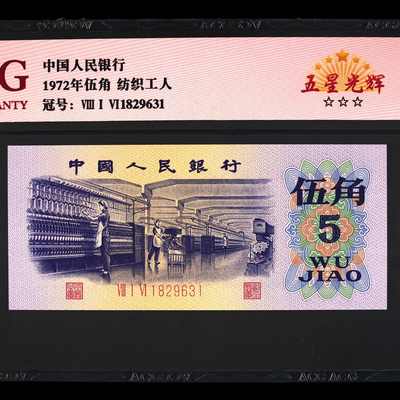 G
ANTY
中国人民银行
1972年伍角 纺织工人
冠号：Ⅷ Ⅰ Ⅵ1829631
五星光辉
☆☆☆
中國人民銀行
伍角
5
WU
JIAO
Ⅷ Ⅰ Ⅵ 1829631